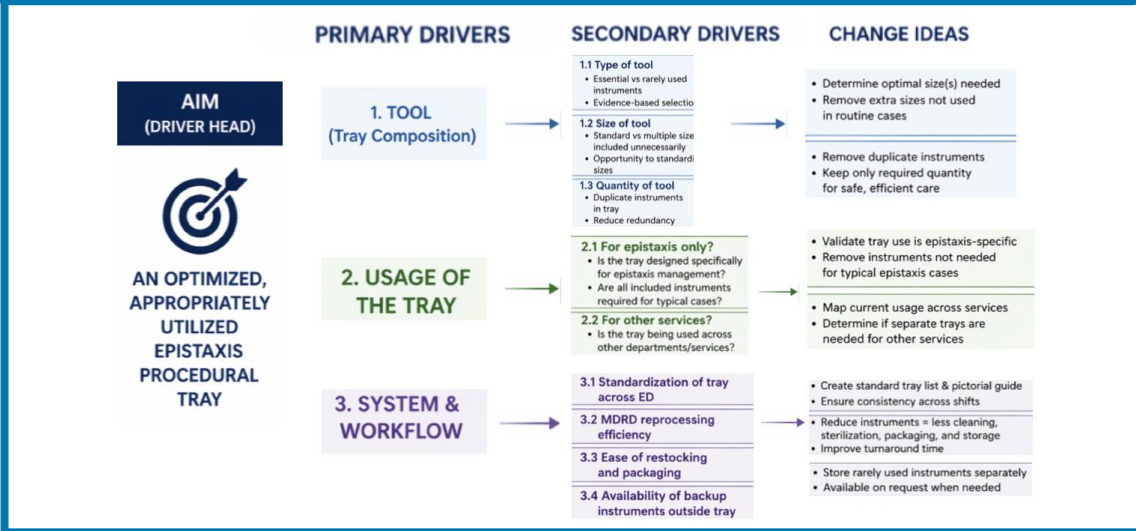 PRIMARY DRIVERS
SECONDARY DRIVERS
CHANGE IDEAS
AIM
(DRIVER HEAD)
AN OPTIMIZED,
APPROPRIATELY
UTILIZED
EPISTAXIS
PROCEDURAL
TRAY
1. TOOL
(Tray Composition)
1.1 Type of tool
• Essential vs rarely used
instruments
• Evidence-based selectio
1.2 Size of tool
• Standard vs multiple size
included unnecessarily
• Opportunity to standardi
sizes
1.3 Quantity of tool
• Duplicate instruments
in tray
• Reduce redundancy
• Determine optimal size(s) needed
• Remove extra sizes not used
in routine cases
• Remove duplicate instruments
• Keep only required quantity
for safe, efficient care
2. USAGE OF
THE TRAY
2.1 For epistaxis only?
• Is the tray designed specifically
for epistaxis management?
• Are all included instruments
required for typical cases?
2.2 For other services?
• Is the tray being used across
other departments/services?
• Validate tray use is epistaxis-specific
• Remove instruments not needed
for typical epistaxis cases
• Map current usage across services
• Determine if separate trays are
needed for other services
3. SYSTEM &
WORKFLOW
3.1 Standardization of tray
across ED
3.2 MDRD reprocessing
efficiency
3.3 Ease of restocking
and packaging
3.4 Availability of backup
instruments outside tray
• Create standard tray list & pictorial guide
• Ensure consistency across shifts
• Reduce instruments = less cleaning,
sterilization, packaging, and storage
• Improve turnaround time
• Store rarely used instruments separately
• Available on request when needed